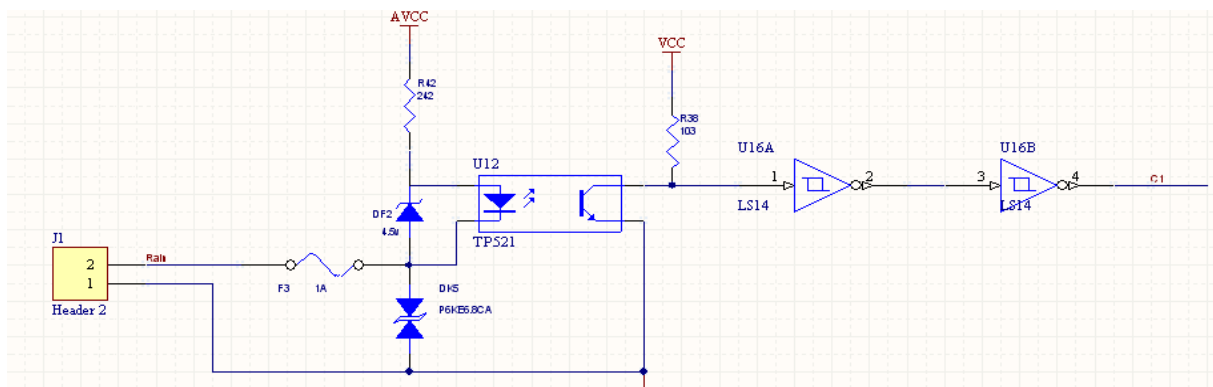 AVCC
VCC
R42
242
R38
103
U12
U16A
U16B
1
2
3
4
C1
LS14
LS14
DF2
4.5v
TP521
J1
Rain
2
1
F3
1A
DK5
P6KE6.8CA
Header 2